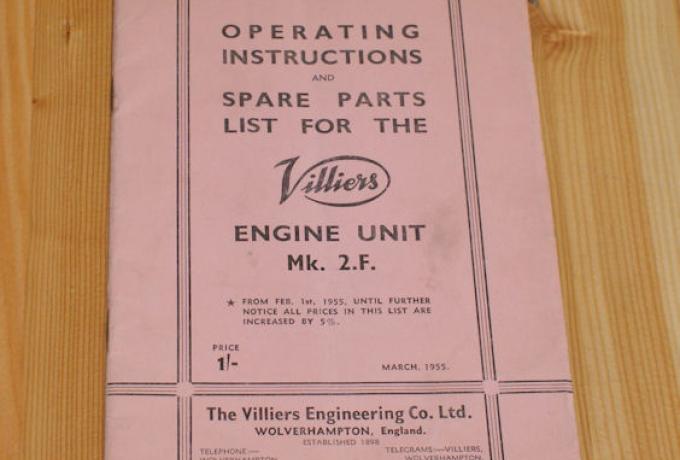 OPERATING
INSTRUCTIONS
AND
SPARE PARTS
LIST FOR THE
Villiers
ENGINE UNIT
Mk. 2.F.
★ FROM FEB. 1st, 1955, UNTIL FURTHER
NOTICE ALL PRICES IN THIS LIST ARE
INCREASED BY 5%.
PRICE
1/-
MARCH, 1955.
The Villiers Engineering Co. Ltd.
WOLVERHAMPTON, England.
ESTABLISHED 1898
TELEPHONE:— TELEGRAMS—VILLIERS,
WOLVERHAMPTON WOLVERHAMPTON